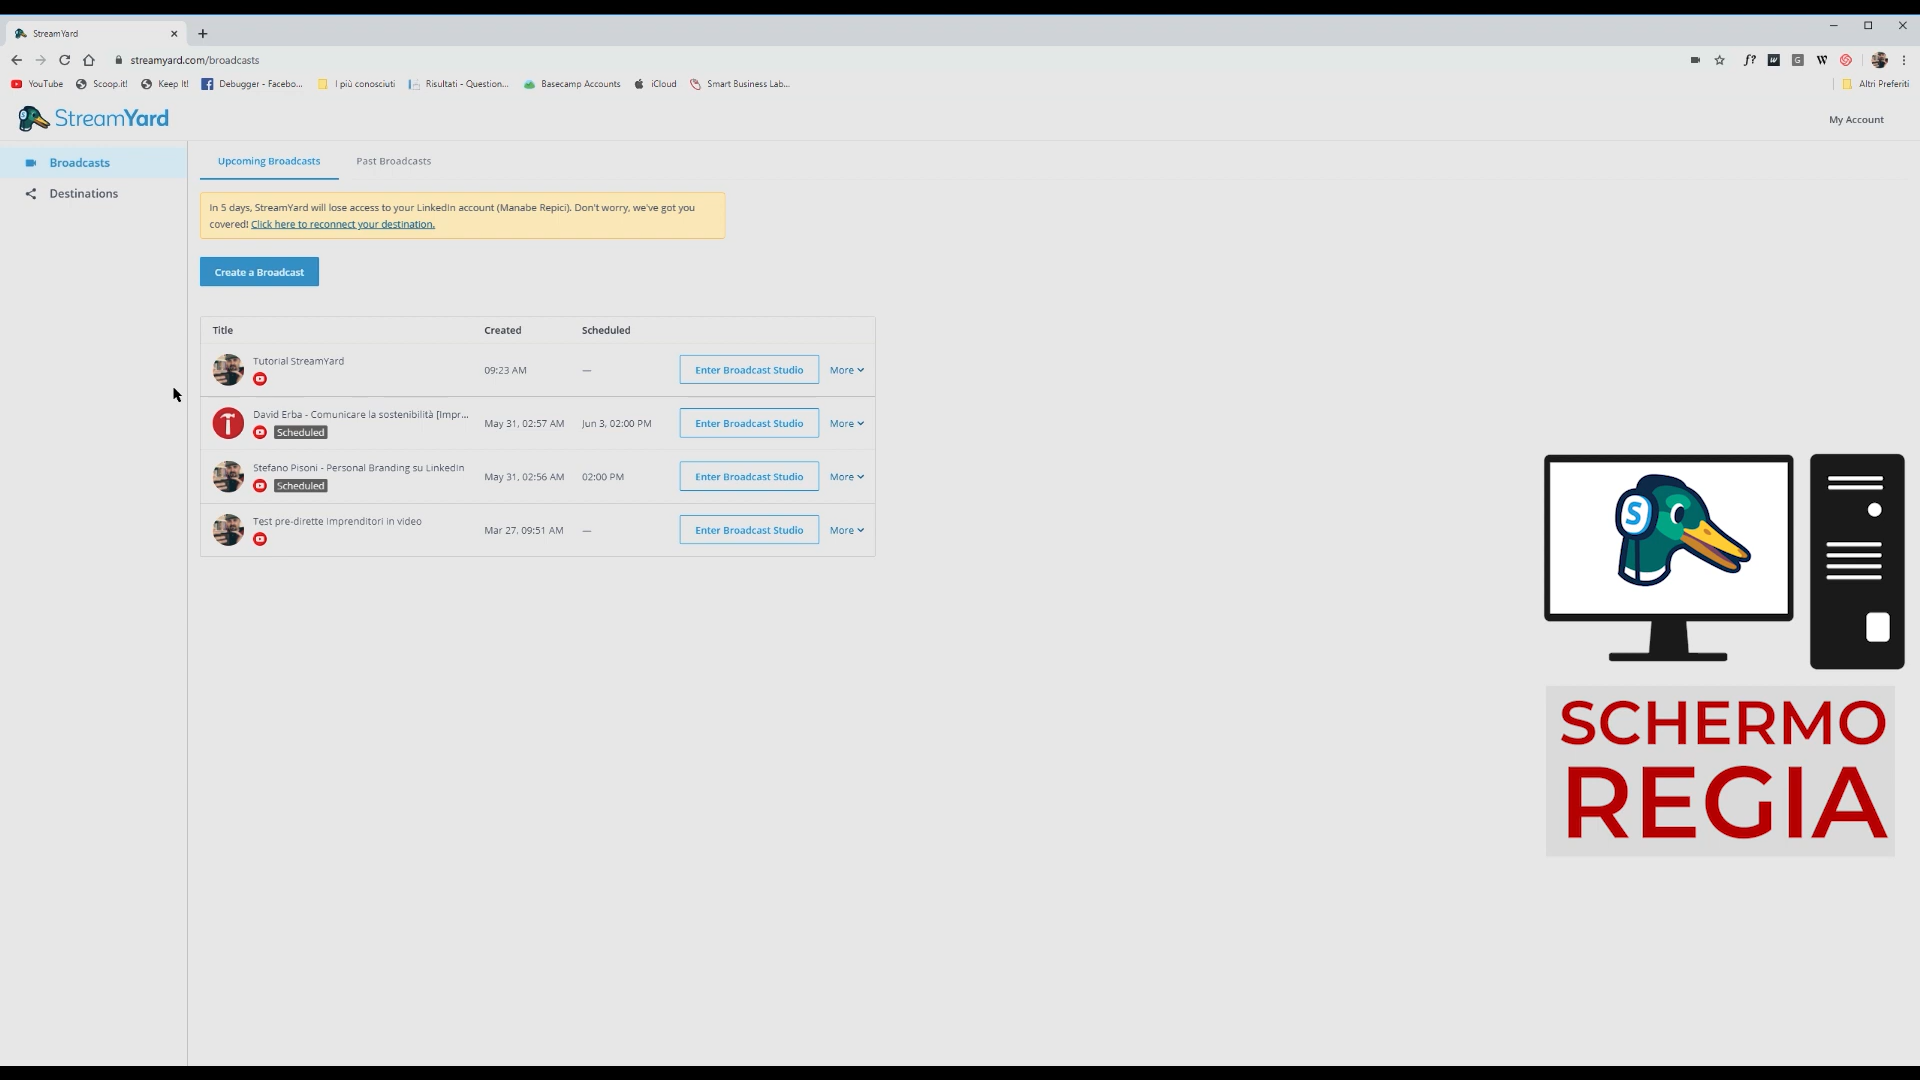 StreamYard
streamyard.com/broadcasts
YouTube
Scoop.it!
Keep It!
Debugger - Facebo...
I più conosciuti
Risultati - Question...
Basecamp Accounts
iCloud
Smart Business Lab...
Altri Preferiti
StreamYard
My Account
Broadcasts
Destinations
Upcoming Broadcasts
Past Broadcasts
In 5 days, StreamYard will lose access to your LinkedIn account (Manabe Repici). Don't worry, we've got you
covered! Click here to reconnect your destination.
Create a Broadcast
Title Created Scheduled
Tutorial StreamYard
09:23 AM — Enter Broadcast Studio More
David Erba - Comunicare la sostenibilità [Impr...
Scheduled
May 31, 02:57 AM Jun 3, 02:00 PM Enter Broadcast Studio More
Stefano Pisoni - Personal Branding su LinkedIn
Scheduled
May 31, 02:56 AM 02:00 PM Enter Broadcast Studio More
Test pre-dirette Imprenditori in video
Mar 27, 09:51 AM — Enter Broadcast Studio More
S
SCHERMO
REGIA